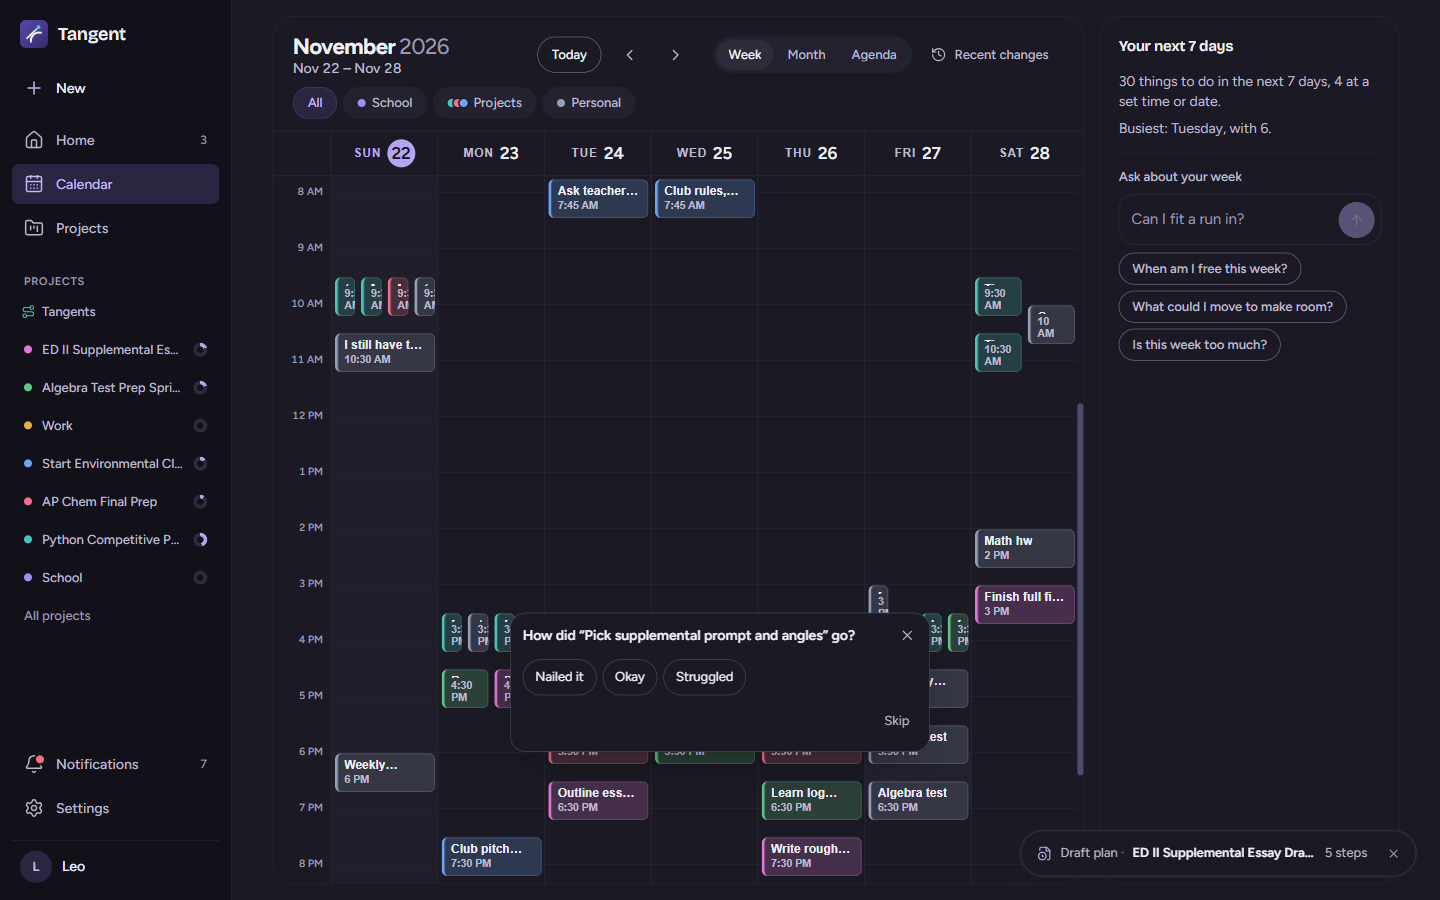 Tangent
New
Home 3
Calendar
Projects
PROJECTS
Tangents
ED II Supplemental Es...
Algebra Test Prep Spri...
Work
Start Environmental Cl...
AP Chem Final Prep
Python Competitive P...
School
All projects
Notifications 7
Settings
L Leo
November 2026
Nov 22 – Nov 28
Today
Week Month Agenda
Recent changes
All School Projects Personal
SUN 22 MON 23 TUE 24 WED 25 THU 26 FRI 27 SAT 28
8 AM
Ask teacher...
7:45 AM
Club rules,...
7:45 AM
9 AM
10 AM
9:30
AM
10
AM
I still have t...
10:30 AM
10:30
AM
11 AM
12 PM
1 PM
2 PM
Math hw
2 PM
3 PM
Finish full fi...
3 PM
4 PM
4:30
PM
5 PM
How did “Pick supplemental prompt and angles” go?
Nailed it Okay Struggled
Skip
6 PM
Weekly...
6 PM
Outline ess...
6:30 PM
Learn log...
6:30 PM
Algebra test
6:30 PM
7 PM
Club pitch...
7:30 PM
Write rough...
7:30 PM
8 PM
Your next 7 days
30 things to do in the next 7 days, 4 at a
set time or date.
Busiest: Tuesday, with 6.
Ask about your week
Can I fit a run in?
When am I free this week?
What could I move to make room?
Is this week too much?
Draft plan · ED II Supplemental Essay Dra... 5 steps